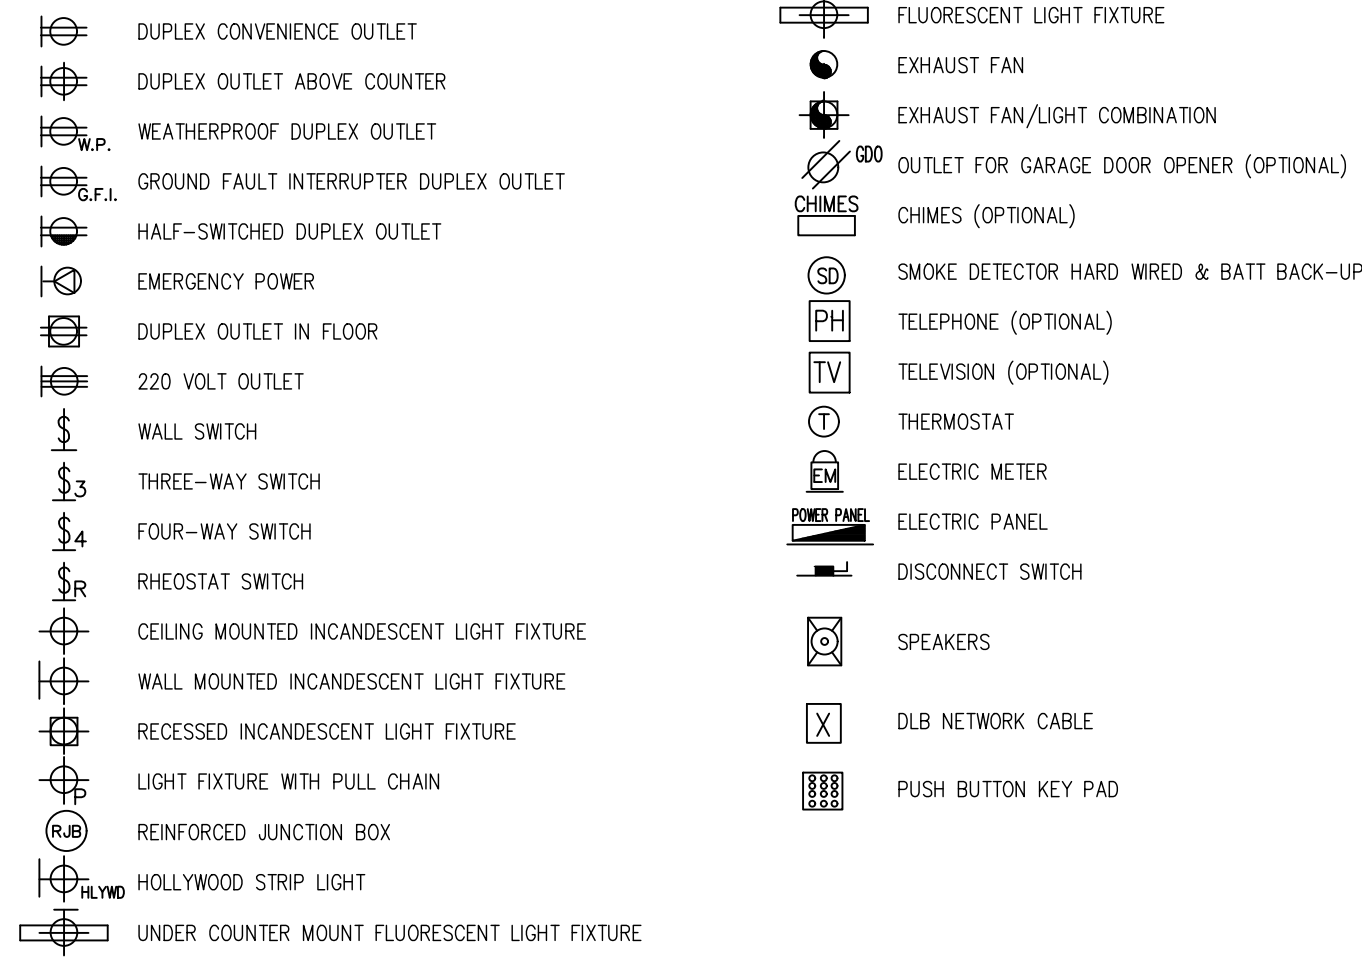 DUPLEX CONVENIENCE OUTLET
DUPLEX OUTLET ABOVE COUNTER
W.P. WEATHERPROOF DUPLEX OUTLET
G.F.I. GROUND FAULT INTERRUPTER DUPLEX OUTLET
HALF-SWITCHED DUPLEX OUTLET
EMERGENCY POWER
DUPLEX OUTLET IN FLOOR
220 VOLT OUTLET
S WALL SWITCH
S3 THREE-WAY SWITCH
S4 FOUR-WAY SWITCH
SR RHEOSTAT SWITCH
CEILING MOUNTED INCANDESCENT LIGHT FIXTURE
WALL MOUNTED INCANDESCENT LIGHT FIXTURE
RECESSED INCANDESCENT LIGHT FIXTURE
P LIGHT FIXTURE WITH PULL CHAIN
RJB REINFORCED JUNCTION BOX
HLYWD HOLLYWOOD STRIP LIGHT
UNDER COUNTER MOUNT FLUORESCENT LIGHT FIXTURE
FLUORESCENT LIGHT FIXTURE
EXHAUST FAN
EXHAUST FAN/LIGHT COMBINATION
GDO OUTLET FOR GARAGE DOOR OPENER (OPTIONAL)
CHIMES
CHIMES (OPTIONAL)
SD SMOKE DETECTOR HARD WIRED & BATT BACK-UP
PH TELEPHONE (OPTIONAL)
TV TELEVISION (OPTIONAL)
T THERMOSTAT
EM ELECTRIC METER
POWER PANEL ELECTRIC PANEL
DISCONNECT SWITCH
SPEAKERS
X DLB NETWORK CABLE
PUSH BUTTON KEY PAD